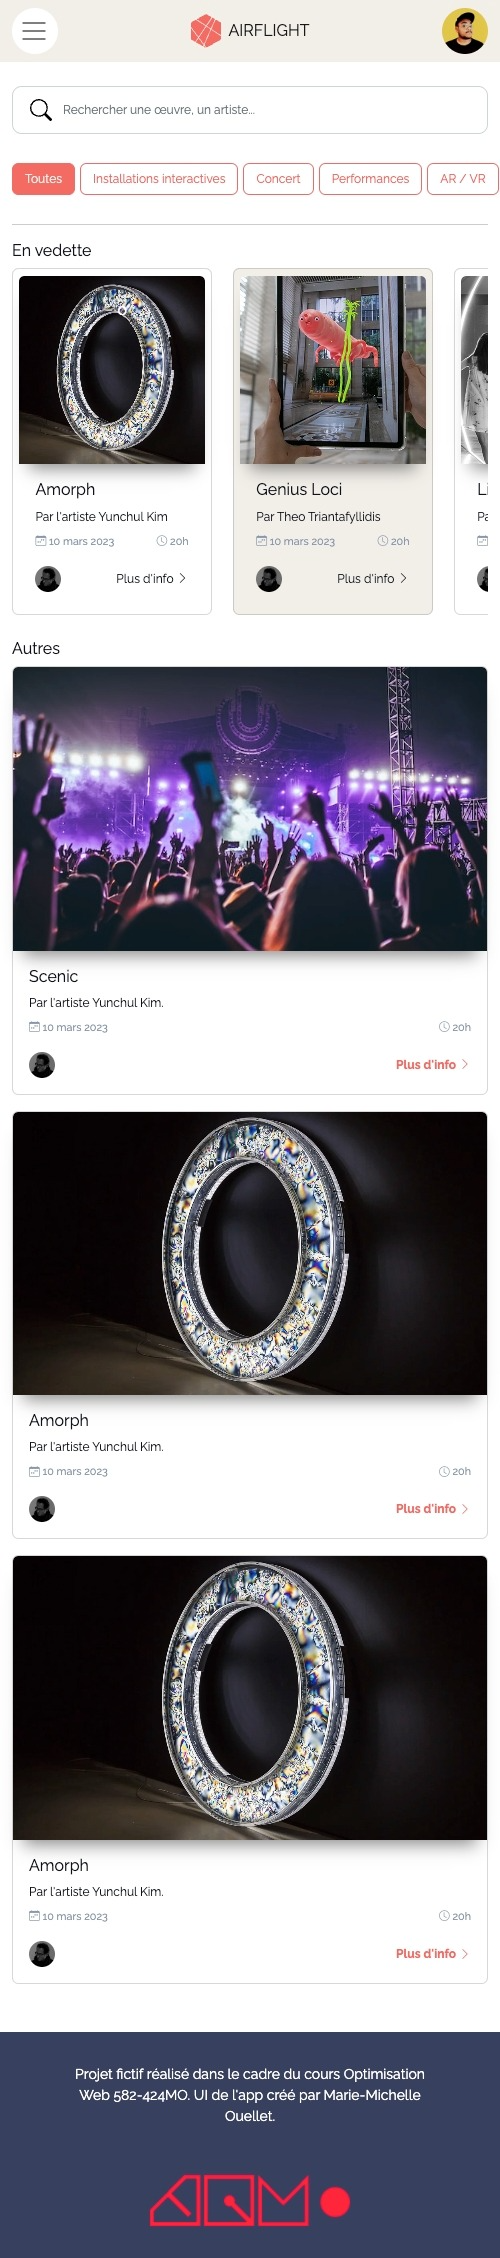 AIRFLIGHT
Rechercher une œuvre, un artiste...
Toutes
Installations interactives
Concert
Performances
AR / VR
En vedette
Amorph
Par l'artiste Yunchul Kim
10 mars 2023
20h
Plus d'info
Genius Loci
Par Theo Triantafyllidis
10 mars 2023
20h
Plus d'info
Li
Pa
Autres
Scenic
Par l'artiste Yunchul Kim.
10 mars 2023
20h
Plus d'info
Amorph
Par l'artiste Yunchul Kim.
10 mars 2023
20h
Plus d'info
Amorph
Par l'artiste Yunchul Kim.
10 mars 2023
20h
Plus d'info
Projet fictif réalisé dans le cadre du cours Optimisation
Web 582-424MO. UI de l'app créé par Marie-Michelle
Ouellet.